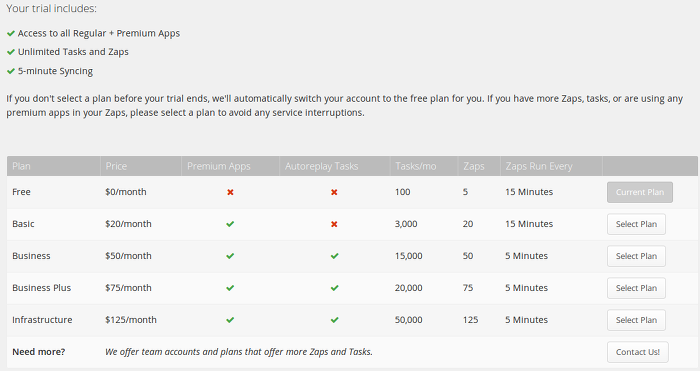 Your trial includes:
Access to all Regular + Premium Apps
Unlimited Tasks and Zaps
5-minute Syncing
If you don't select a plan before your trial ends, we'll automatically switch your account to the free plan for you. If you have more Zaps, tasks, or are using any
premium apps in your Zaps, please select a plan to avoid any service interruptions.
Plan Price Premium Apps Autoreplay Tasks Tasks/mo Zaps Zaps Run Every
Free $0/month 100 5 15 Minutes Current Plan
Basic $20/month 3,000 20 15 Minutes Select Plan
Business $50/month 15,000 50 5 Minutes Select Plan
Business Plus $75/month 20,000 75 5 Minutes Select Plan
Infrastructure $125/month 50,000 125 5 Minutes Select Plan
Need more? We offer team accounts and plans that offer more Zaps and Tasks. Contact Us!